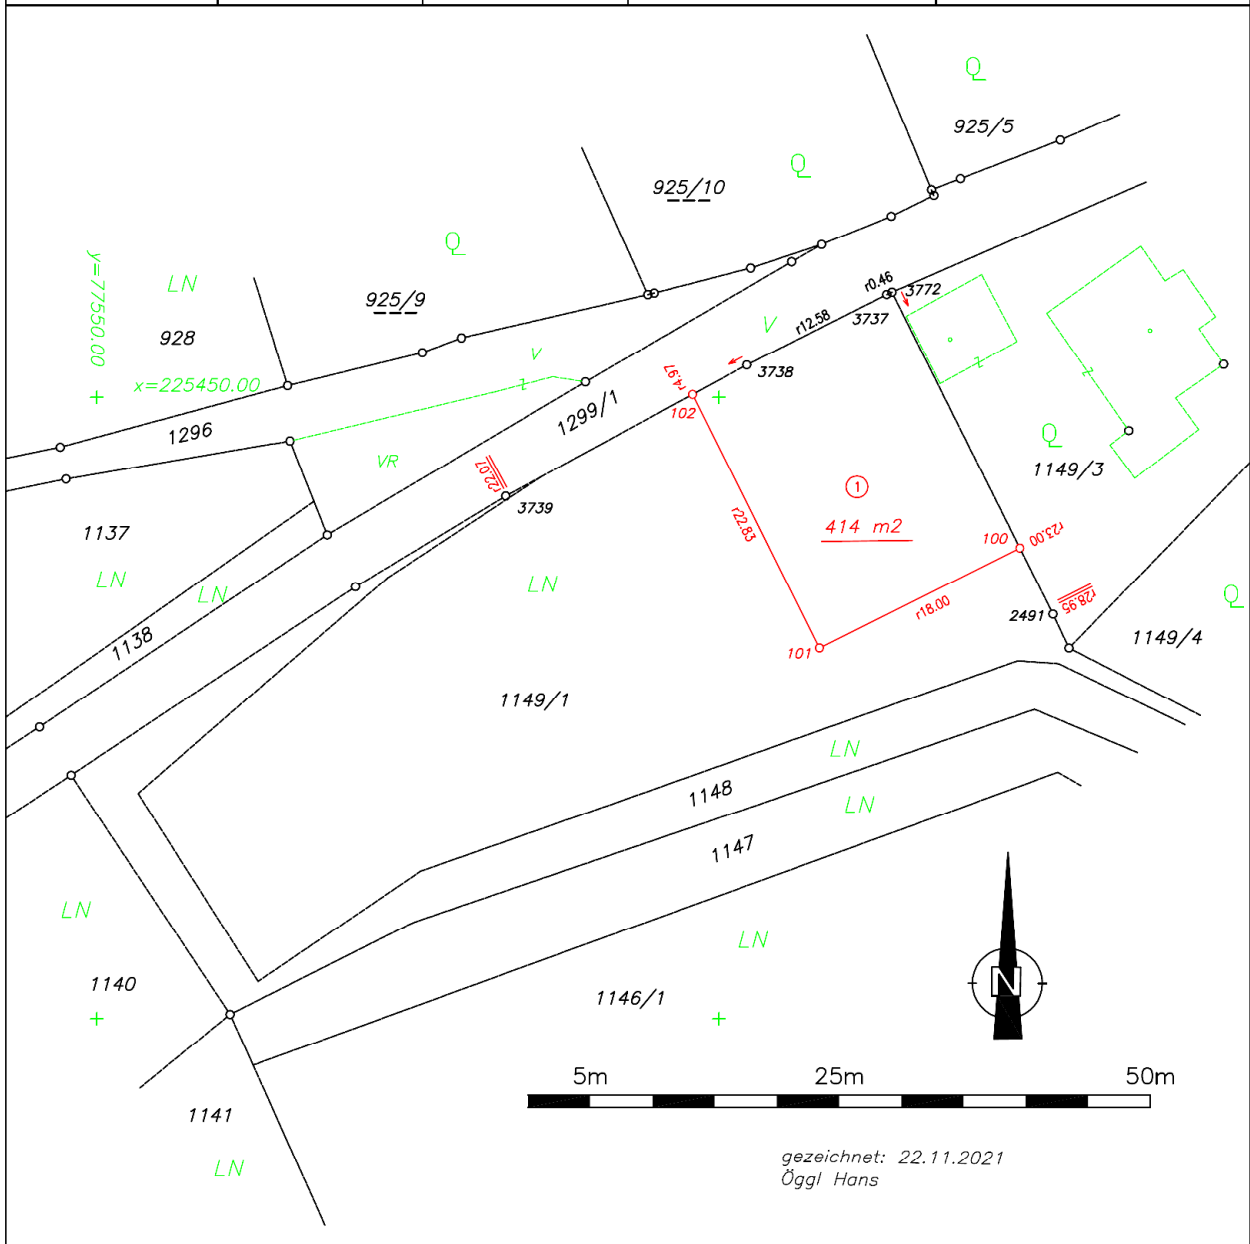 Q
925/5
Q
925/10
Q
y=77550.00
LN
925/9
928
r0.46
3772
3737
r12.58
V
V
z
z
z
x=225450.00
3738
r4.97
102
1299/1
1296
VR
Q
1149/3
r22.07
3739
1
414 m2
r22.83
100
r23.00
1137
LN
LN
LN
r28.95
2491
Q
r18.00
1138
101
1149/4
1149/1
LN
1148
LN
1147
LN
LN
1140
1146/1
N
5m
25m
50m
1141
LN
gezeichnet: 22.11.2021
Öggl Hans